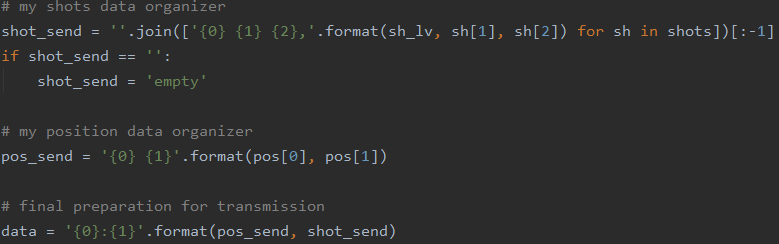 # my shots data organizer
shot_send = ''.join(['{0} {1} {2},'.format(sh_lv, sh[1], sh[2]) for sh in shots])[:-1]
if shot_send == '':
    shot_send = 'empty'

# my position data organizer
pos_send = '{0} {1}'.format(pos[0], pos[1])

# final preparation for transmission
data = '{0}:{1}'.format(pos_send, shot_send)